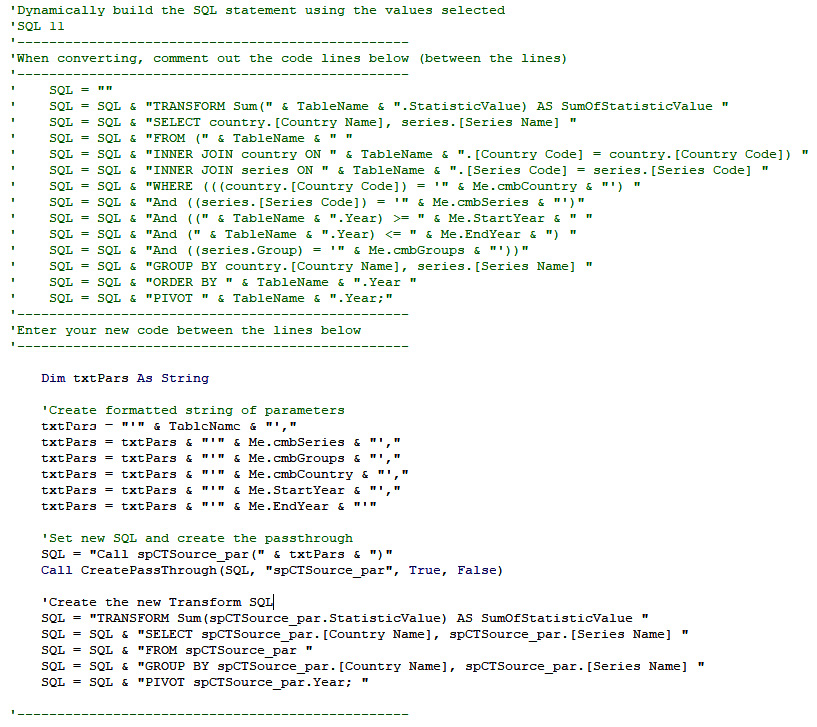 'Dynamically build the SQL statement using the values selected
'SQL 11
'-------------------------------------------------
'When converting, comment out the code lines below (between the lines)
'-------------------------------------------------
'    SQL = ""
'    SQL = SQL & "TRANSFORM Sum(" & TableName & ".StatisticValue) AS SumOfStatisticValue "
'    SQL = SQL & "SELECT country.[Country Name], series.[Series Name] "
'    SQL = SQL & "FROM (" & TableName & " "
'    SQL = SQL & "INNER JOIN country ON " & TableName & ".[Country Code] = country.[Country Code]) "
'    SQL = SQL & "INNER JOIN series ON " & TableName & ".[Series Code] = series.[Series Code] "
'    SQL = SQL & "WHERE (((country.[Country Code]) = '" & Me.cmbCountry & "') "
'    SQL = SQL & "And ((series.[Series Code]) = '" & Me.cmbSeries & "')"
'    SQL = SQL & "And ((" & TableName & ".Year) >= " & Me.StartYear & " "
'    SQL = SQL & "And (" & TableName & ".Year) <= " & Me.EndYear & ") "
'    SQL = SQL & "And ((series.Group) = '" & Me.cmbGroups & "'))"
'    SQL = SQL & "GROUP BY country.[Country Name], series.[Series Name] "
'    SQL = SQL & "ORDER BY " & TableName & ".Year "
'    SQL = SQL & "PIVOT " & TableName & ".Year;"
'-------------------------------------------------
'Enter your new code between the lines below
'-------------------------------------------------
    Dim txtPars As String
    'Create formatted string of parameters
    txtPars = "'" & TableName & "',"
    txtPars = txtPars & "'" & Me.cmbSeries & "',"
    txtPars = txtPars & "'" & Me.cmbGroups & "',"
    txtPars = txtPars & "'" & Me.cmbCountry & "',"
    txtPars = txtPars & "'" & Me.StartYear & "',"
    txtPars = txtPars & "'" & Me.EndYear & "'"
    'Set new SQL and create the passthrough
    SQL = "Call spCTSource_par(" & txtPars & ")"
    Call CreatePassThrough(SQL, "spCTSource_par", True, False)
    'Create the new Transform SQL
    SQL = "TRANSFORM Sum(spCTSource_par.StatisticValue) AS SumOfStatisticValue "
    SQL = SQL & "SELECT spCTSource_par.[Country Name], spCTSource_par.[Series Name] "
    SQL = SQL & "FROM spCTSource_par "
    SQL = SQL & "GROUP BY spCTSource_par.[Country Name], spCTSource_par.[Series Name] "
    SQL = SQL & "PIVOT spCTSource_par.Year; "
'-------------------------------------------------